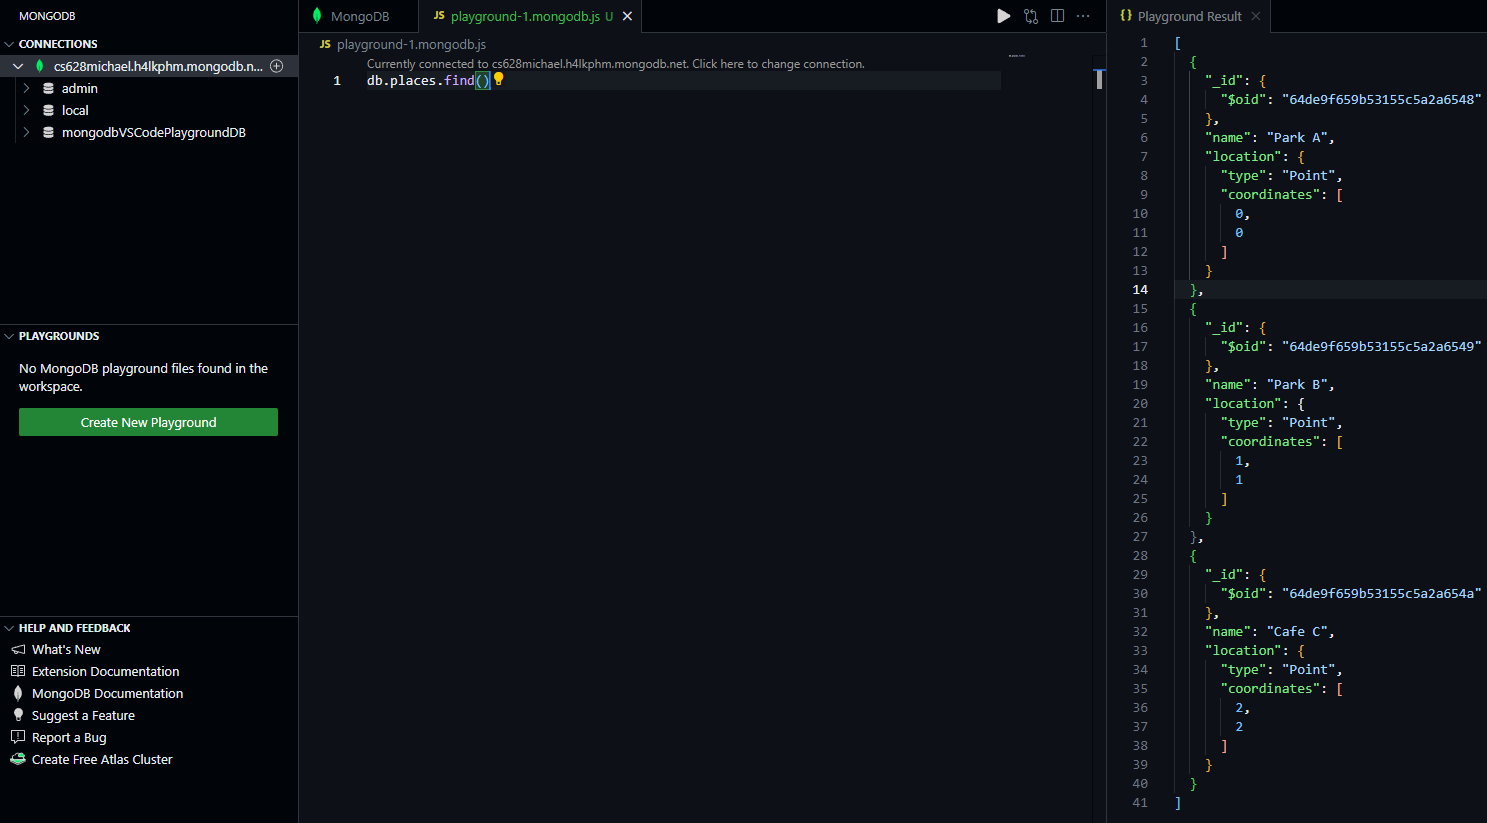 MONGODB
CONNECTIONS
cs628michael.h4lkphm.mongodb.n...
admin
local
mongodbVSCodePlaygroundDB
PLAYGROUNDS
No MongoDB playground files found in the
workspace.
Create New Playground
HELP AND FEEDBACK
What's New
Extension Documentation
MongoDB Documentation
Suggest a Feature
Report a Bug
Create Free Atlas Cluster
MongoDB
JS playground-1.mongodb.js U
JS playground-1.mongodb.js
Currently connected to cs628michael.h4lkphm.mongodb.net. Click here to change connection.
1 db.places.find()
{} Playground Result
1 [
2 {
3 "_id": {
4 "$oid": "64de9f659b53155c5a2a6548"
5 },
6 "name": "Park A",
7 "location": {
8 "type": "Point",
9 "coordinates": [
10 0,
11 0
12 ]
13 }
14 },
15 {
16 "_id": {
17 "$oid": "64de9f659b53155c5a2a6549"
18 },
19 "name": "Park B",
20 "location": {
21 "type": "Point",
22 "coordinates": [
23 1,
24 1
25 ]
26 }
27 },
28 {
29 "_id": {
30 "$oid": "64de9f659b53155c5a2a654a"
31 },
32 "name": "Cafe C",
33 "location": {
34 "type": "Point",
35 "coordinates": [
36 2,
37 2
38 ]
39 }
40 }
41 ]